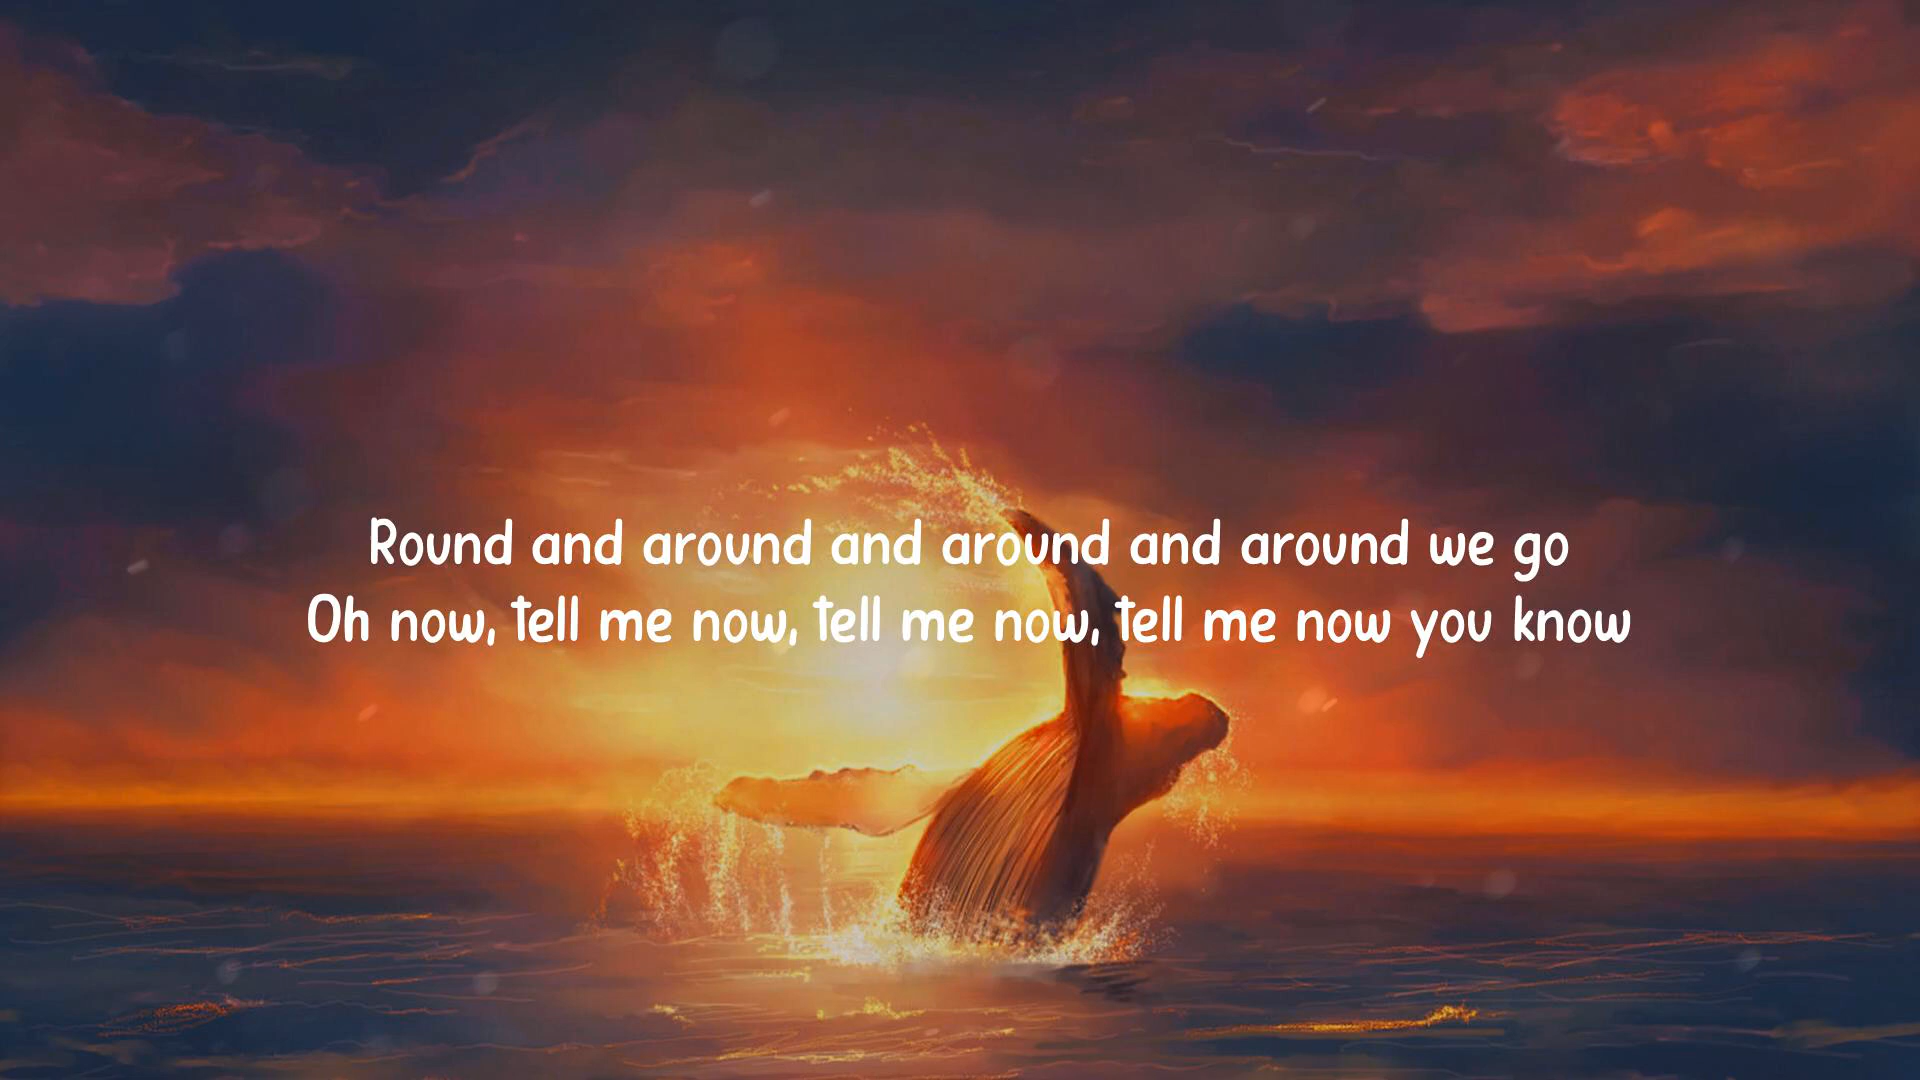 Round and around and around and around we go
Oh now, tell me now, tell me now, tell me now you know